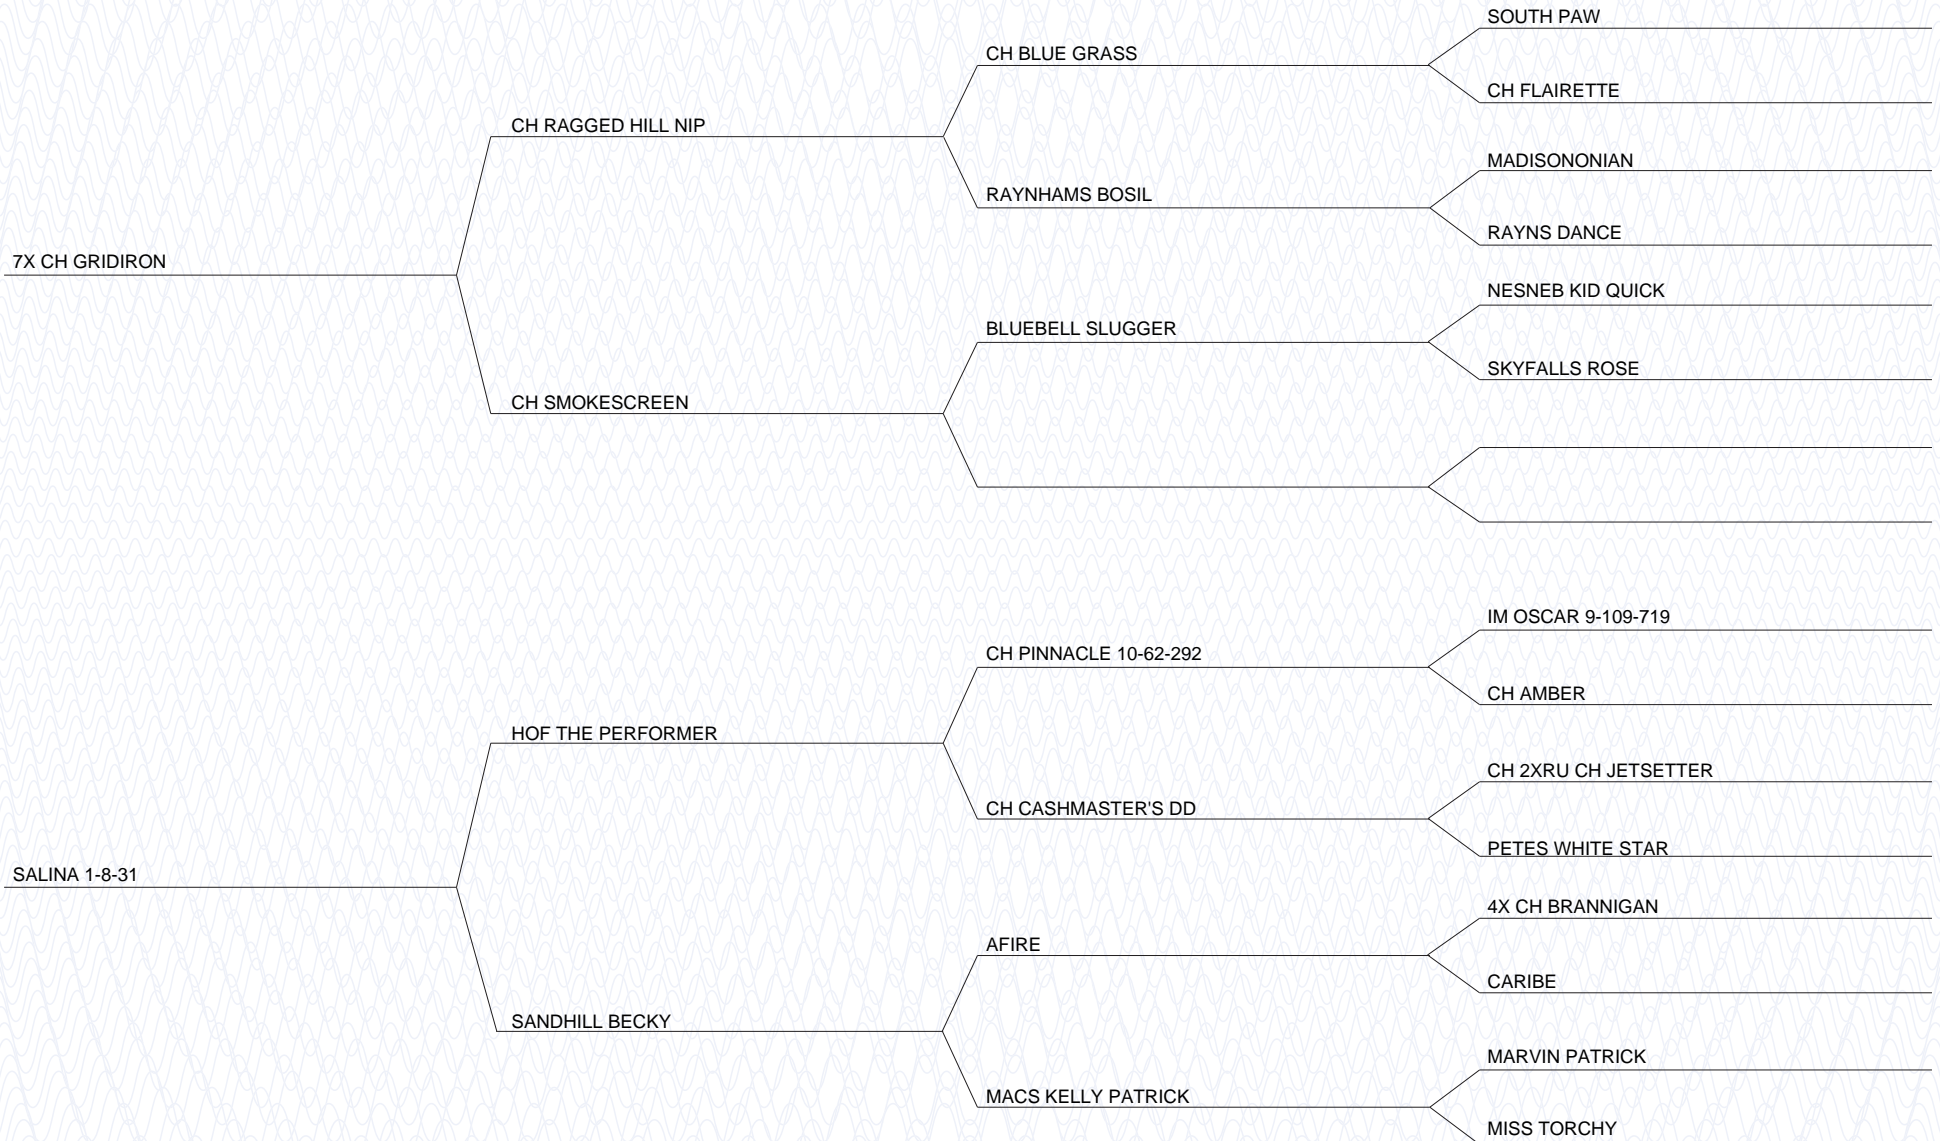 SOUTH PAW
CH BLUE GRASS
CH FLAIRETTE
CH RAGGED HILL NIP
MADISONONIAN
RAYNHAMS BOSIL
RAYNS DANCE
7X CH GRIDIRON
NESNEB KID QUICK
BLUEBELL SLUGGER
SKYFALLS ROSE
CH SMOKESCREEN
IM OSCAR 9-109-719
CH PINNACLE 10-62-292
CH AMBER
HOF THE PERFORMER
CH 2XRU CH JETSETTER
CH CASHMASTER'S DD
PETES WHITE STAR
SALINA 1-8-31
4X CH BRANNIGAN
AFIRE
CARIBE
SANDHILL BECKY
MARVIN PATRICK
MACS KELLY PATRICK
MISS TORCHY